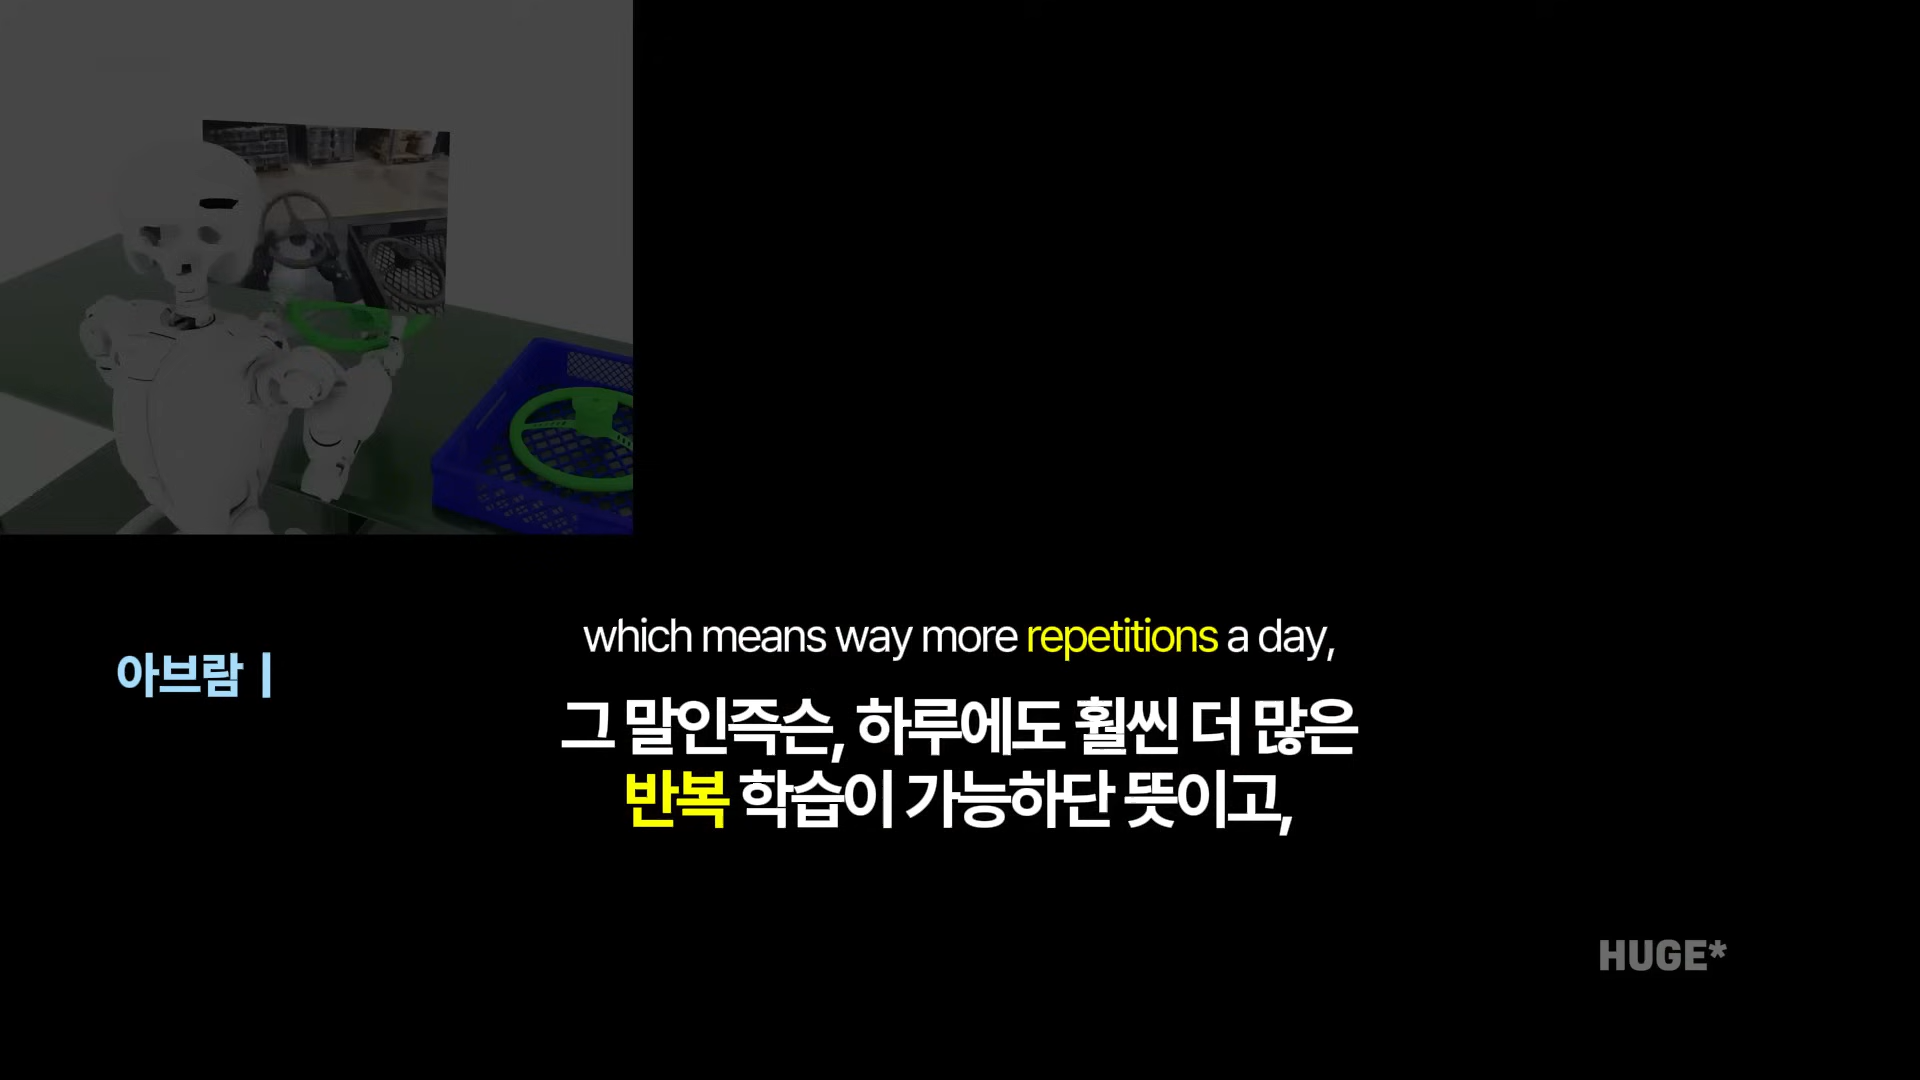 which means way more repetitions a day,
아브람 |
그 말인즉슨, 하루에도 훨씬 더 많은
반복 학습이 가능하단 뜻이고,
HUGE*